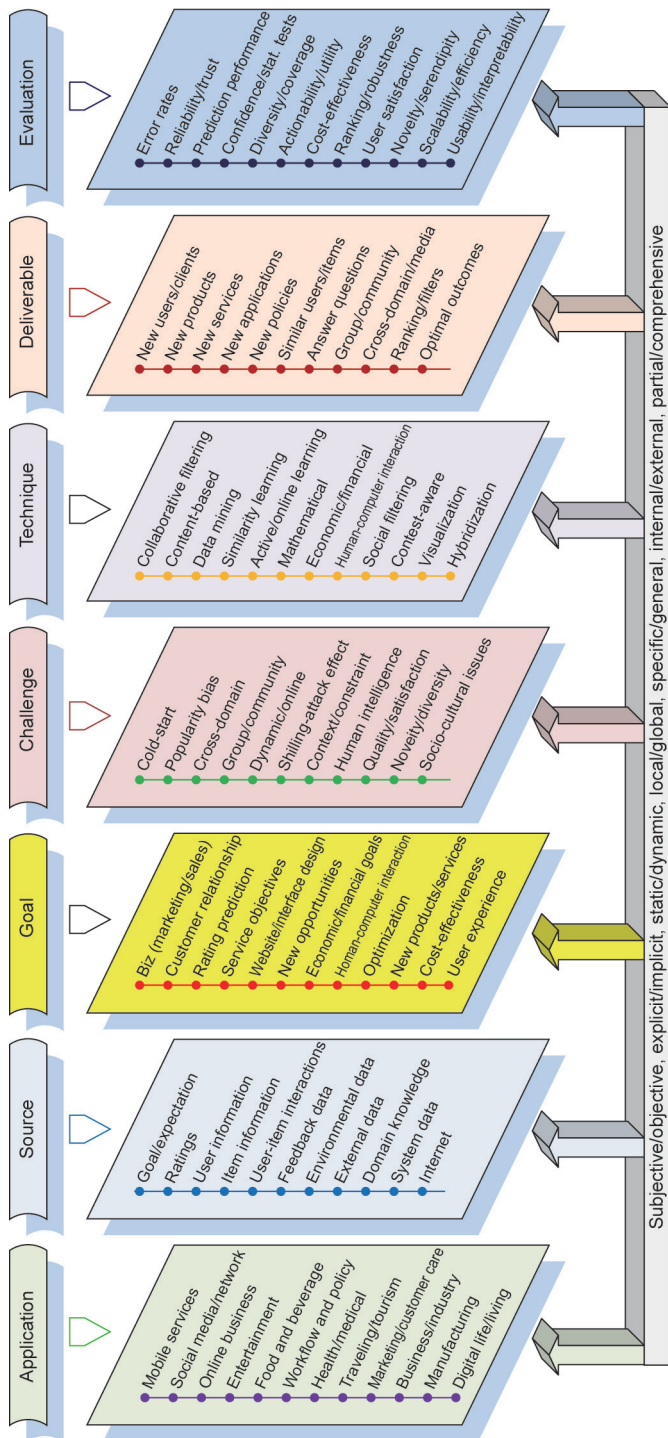 Application
Mobile services
Social media/network
Online business
Entertainment
Food and beverage
Workflow and policy
Health/medical
Traveling/tourism
Marketing/customer care
Business/industry
Manufacturing
Digital life/living
Source
Goal/expectation
Ratings
User information
Item information
User-item interactions
Feedback data
Environmental data
External data
Domain knowledge
System data
Internet
Goal
Biz (marketing/sales)
Customer relationship
Rating prediction
Service objectives
Website/interface design
New opportunities
Economic/financial goals
Human-computer interaction
Optimization
New products/services
Cost-effectiveness
User experience
Challenge
Cold-start
Popularity bias
Cross-domain
Group/community
Dynamic/online
Shilling-attack effect
Context/constraint
Human intelligence
Quality/satisfaction
Novelty/diversity
Socio-cultural issues
Technique
Collaborative filtering
Content-based
Data mining
Similarity learning
Active/online learning
Mathematical
Economic/financial
Human-computer interaction
Social filtering
Contest-aware
Visualization
Hybridization
Deliverable
New users/clients
New products
New services
New applications
New policies
Similar users/items
Answer questions
Group/community
Cross-domain/media
Ranking/filters
Optimal outcomes
Evaluation
Error rates
Reliability/trust
Prediction performance
Confidence/stat. tests
Diversity/coverage
Actionability/utility
Cost-effectiveness
Ranking/robustness
User satisfaction
Novelty/serendipity
Scalability/efficiency
Usability/interpretability
Subjective/objective, explicit/implicit, static/dynamic, local/global, specific/general, internal/external, partial/comprehensive